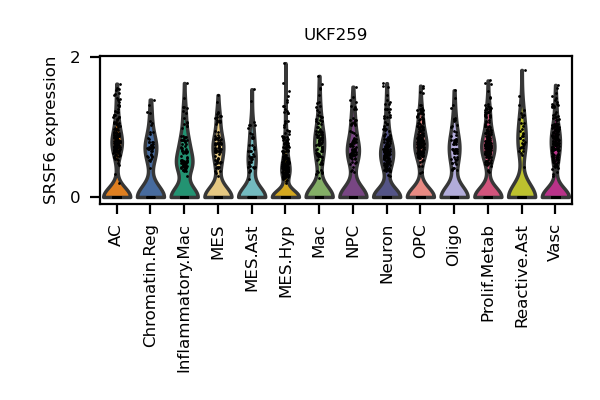 UKF259
SRSF6 expression
2
0
AC
Chromatin.Reg
Inflammatory.Mac
MES
MES.Ast
MES.Hyp
Mac
NPC
Neuron
OPC
Oligo
Prolif.Metab
Reactive.Ast
Vasc